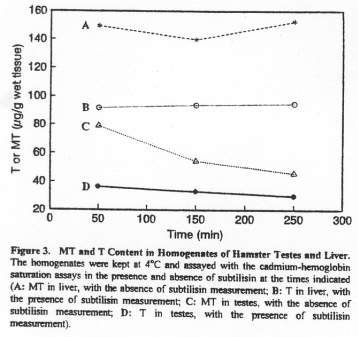 160
140
120
100
80
60
40
20
T or MT (µg/g wet tissue)
A
B
C
D
0 50 100 150 200 250 300
Time (min)
Figure 3. MT and T Content in Homogenates of Hamster Testes and Liver.
The homogenates were kept at 4°C and assayed with the cadmium-hemoglobin
saturation assays in the presence and absence of subtilisin at the times indicated
(A: MT in liver, with the absence of subtilisin measurement; B: T in liver, with
the presence of subtilisin measurement; C: MT in testes, with the absence of
subtilisin measurement; D: T in testes, with the presence of subtilisin
measurement).